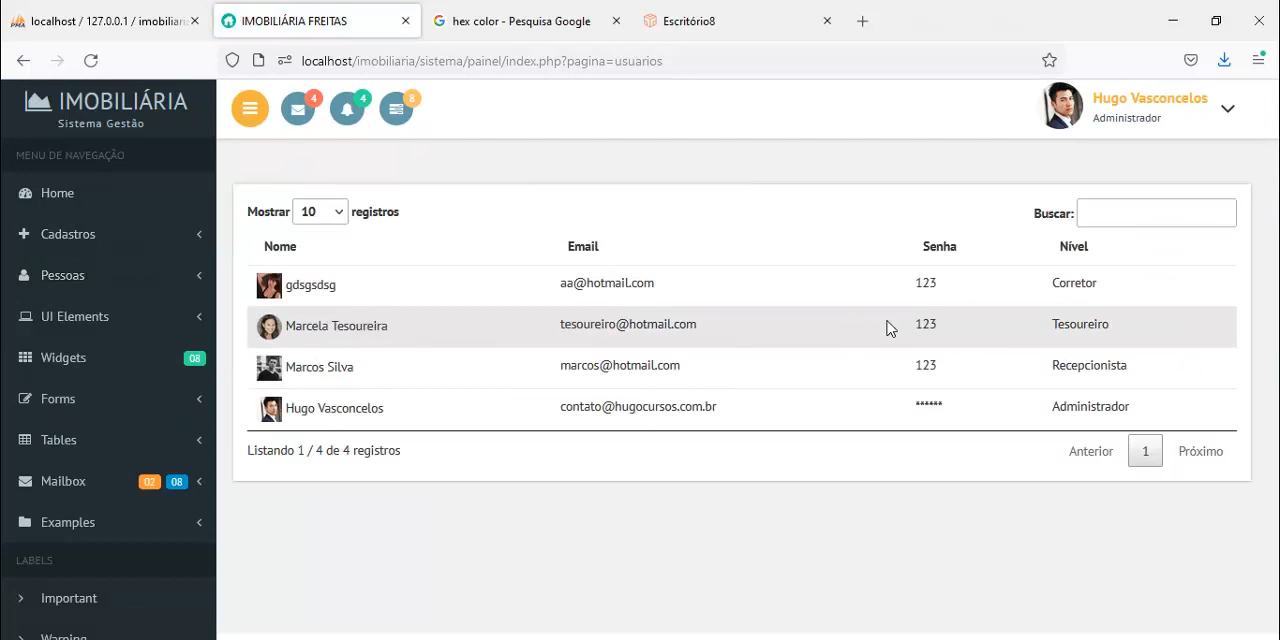 localhost / 127.0.0.1 / imobiliari
IMOBILIÁRIA FREITAS
hex color - Pesquisa Google
Escritório8
localhost/imobiliaria/sistema/painel/index.php?pagina=usuarios
IMOBILIÁRIA
Sistema Gestão
4
4
8
Hugo Vasconcelos
Administrador
MENU DE NAVEGAÇÃO
Home
Cadastros
Pessoas
UI Elements
Widgets 08
Forms
Tables
Mailbox 02 08
Examples
LABELS
Important
Warning
Mostrar 10 registros
Buscar:
Nome Email Senha Nível
gdsgsdsg aa@hotmail.com 123 Corretor
Marcela Tesoureira tesoureiro@hotmail.com 123 Tesoureiro
Marcos Silva marcos@hotmail.com 123 Recepcionista
Hugo Vasconcelos contato@hugocursos.com.br ****** Administrador
Listando 1 / 4 de 4 registros
Anterior 1 Próximo